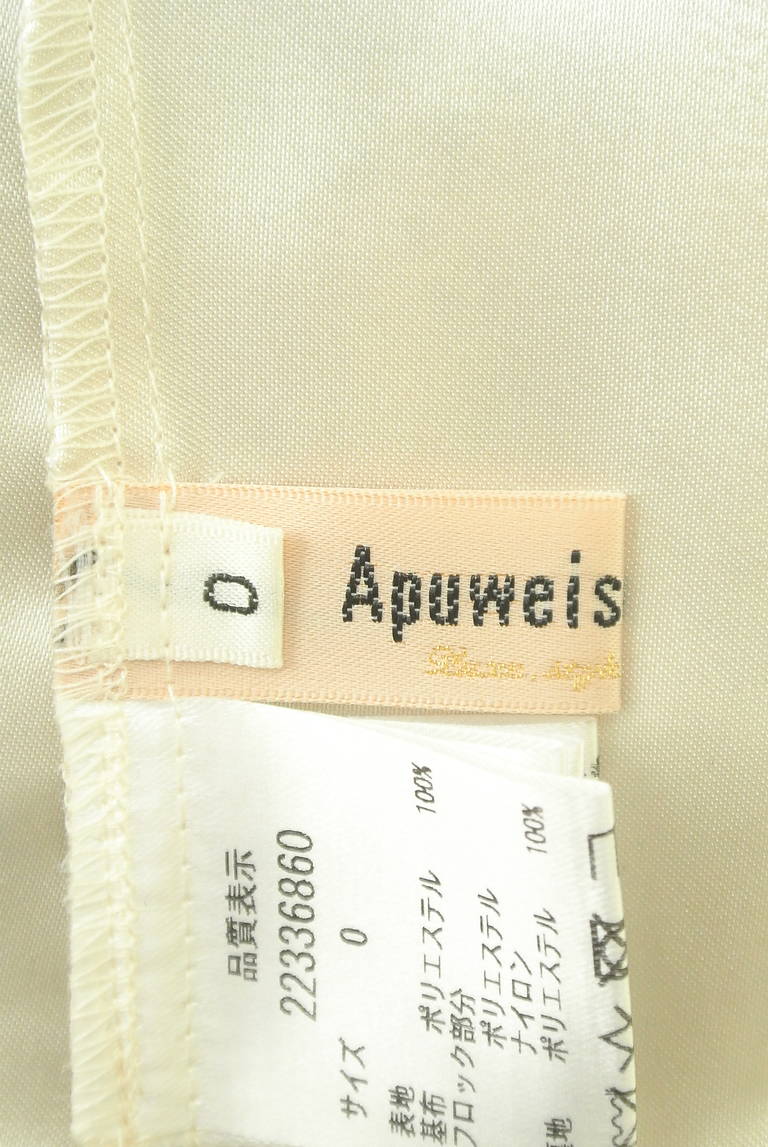 0
Apuweis
品質表示
22336860
サイズ 0
表地 ポリエステル 100%
基布
フロック部分
ポリエステル
ナイロン
ポリエステル 100%